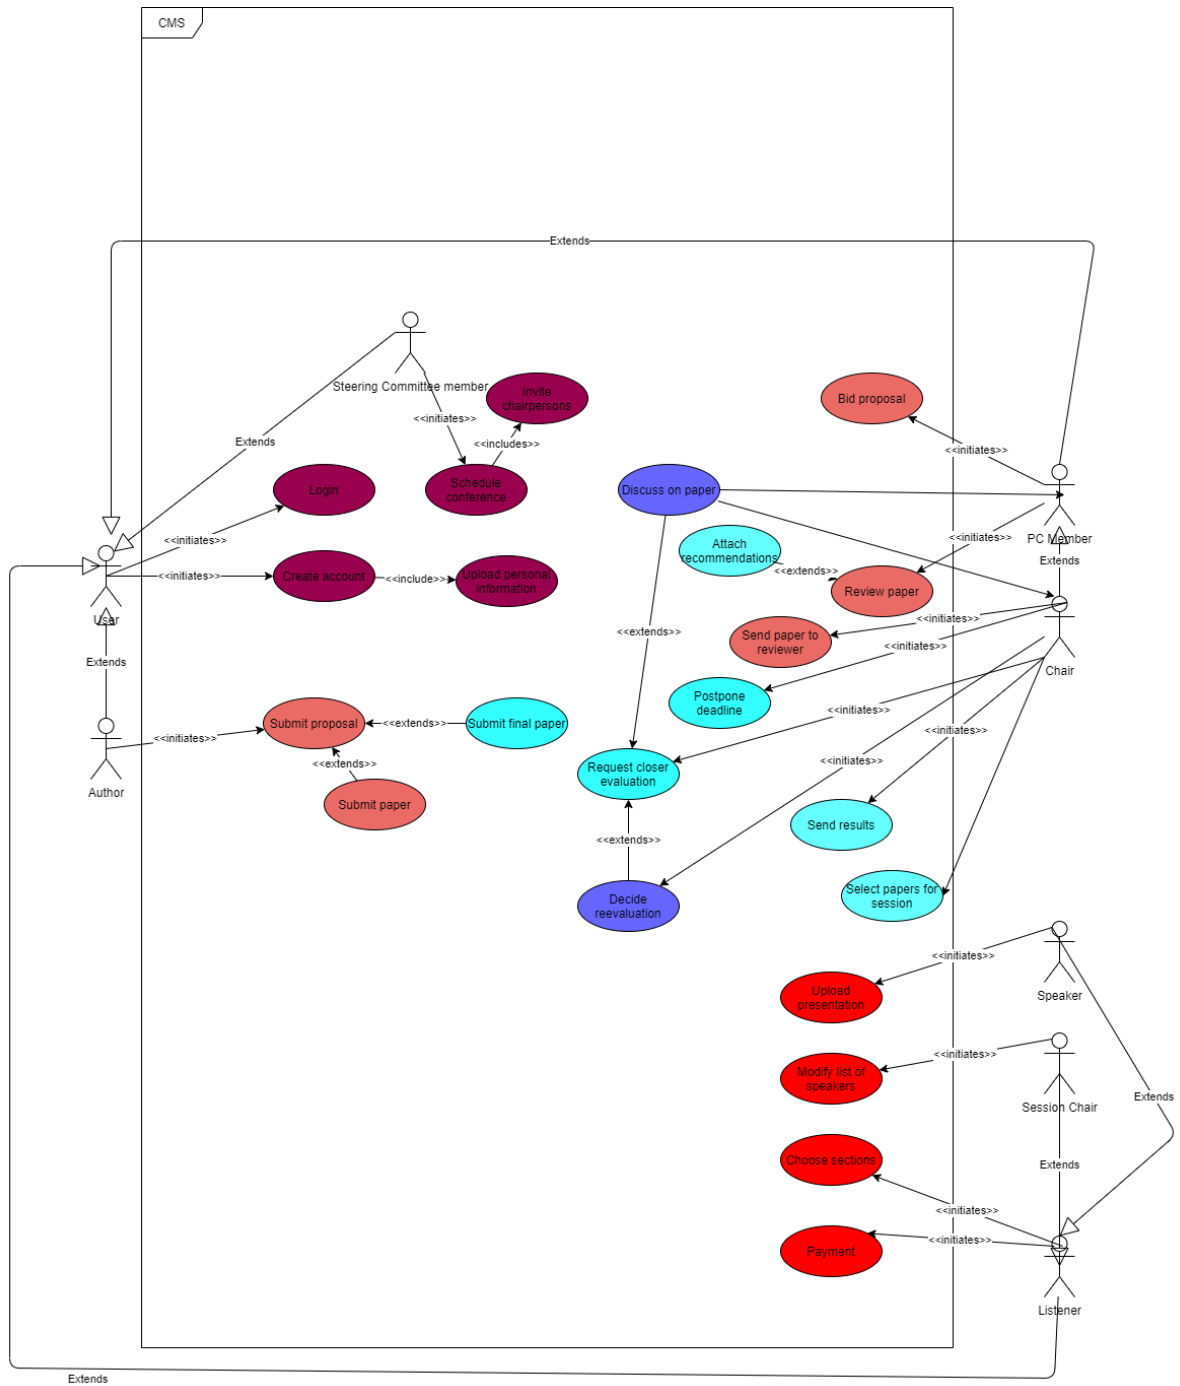 CMS
Extends
Steering Committee member
Invite
chairpersons
Bid proposal
<<initiates>>
Extends
<<includes>>
<<initiates>>
Login
Schedule
conference
Discuss on paper
<<initiates>>
PC Member
<<initiates>>
Attach
recommendations
<<extends>>
Extends
<<initiates>>
Create account
<<include>>
Upload personal
information
Review paper
User
<<extends>>
Send paper to
reviewer
<<initiates>>
<<initiates>>
Extends
Chair
Postpone
deadline
<<initiates>>
Submit proposal
<<extends>>
Submit final paper
<<initiates>>
<<initiates>>
<<extends>>
<<initiates>>
Request closer
evaluation
Author
Submit paper
Send results
<<extends>>
Select papers for
session
Decide
reevaluation
<<initiates>>
Speaker
Upload
presentation
<<initiates>>
Modify list of
speakers
Session Chair
Extends
Choose sections
Extends
<<initiates>>
<<initiates>>
Payment
Listener
Extends